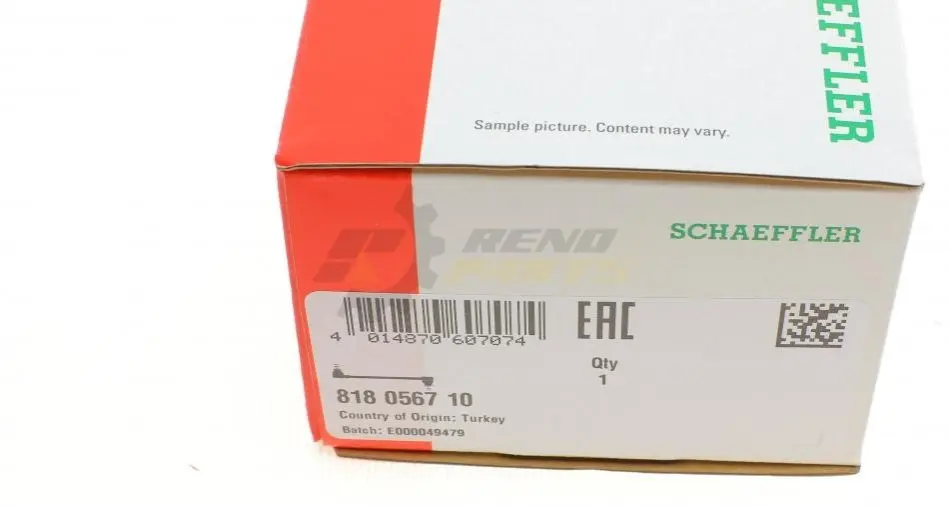 EFFLER
Sample picture. Content may vary.
SCHAEFFLER
RENO
PARTS
EAC
4 014870 607074
Qty
1
818 0567 10
Country of Origin: Turkey
Batch: E000049479